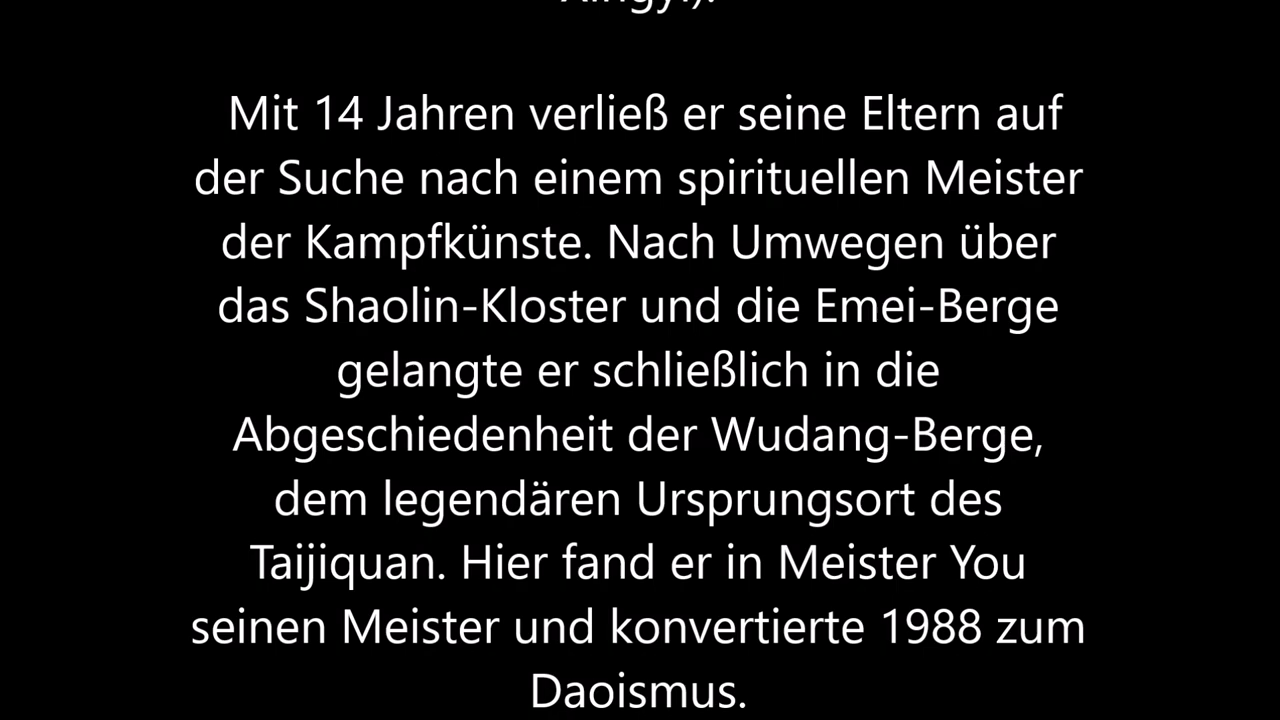 Mit 14 Jahren verließ er seine Eltern auf
der Suche nach einem spirituellen Meister
der Kampfkünste. Nach Umwegen über
das Shaolin-Kloster und die Emei-Berge
gelangte er schließlich in die
Abgeschiedenheit der Wudang-Berge,
dem legendären Ursprungsort des
Taijiquan. Hier fand er in Meister You
seinen Meister und konvertierte 1988 zum
Daoismus.